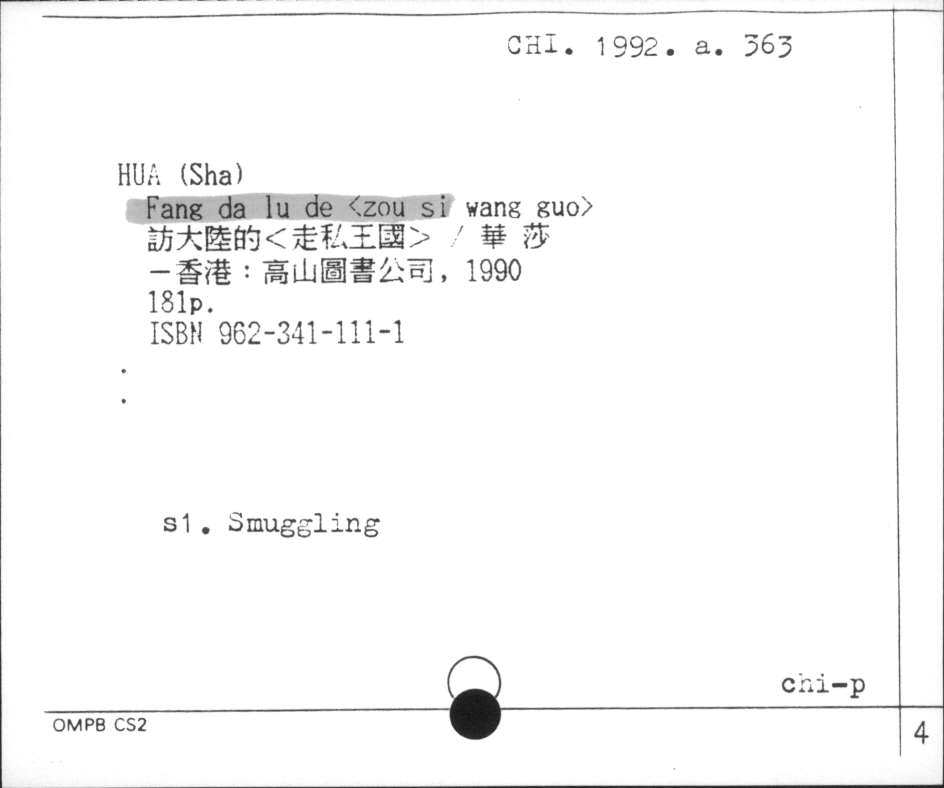 CHI. 1992. a. 363
HUA (Sha)
Fang da lu de <zou si wang guo>
訪大陸的<走私王國> / 華 莎
－香港：高山圖書公司, 1990
181p.
ISBN 962-341-111-1
.
.
s1. Smuggling
chi-p
OMPB CS2
4